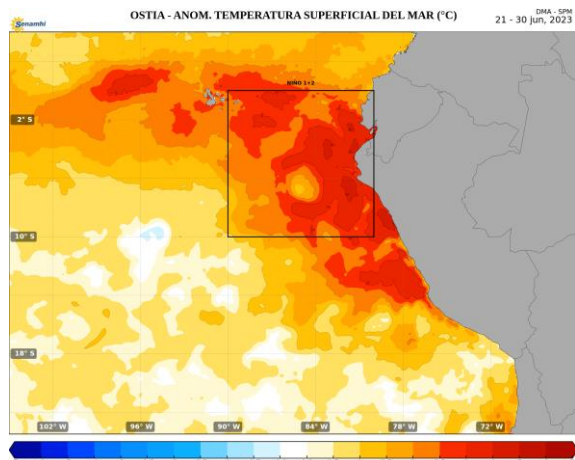 Senamhi
OSTIA - ANOM. TEMPERATURA SUPERFICIAL DEL MAR (°C)
DMA - SPM
21 - 30 jun, 2023
NIÑO 1+2
2° S
10° S
18° S
102° W
96° W
90° W
84° W
78° W
72° W